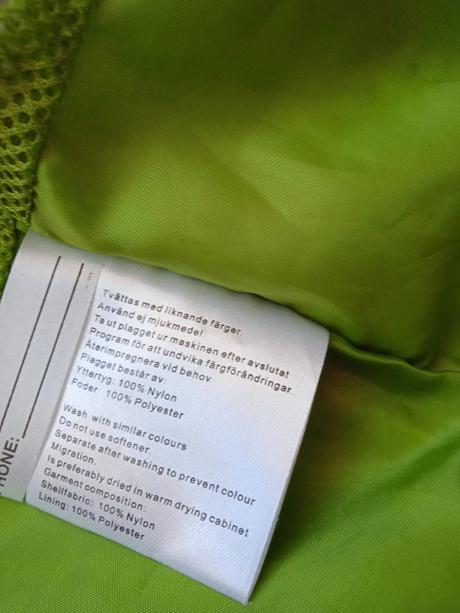 Tvättas med liknande färger.
Använd ej mjukmedel
Ta ut plagget ur maskinen efter avslutat
Program för att undvika färgförändringar.
Återimpregnera vid behov
Plagget består av:
Yttertyg: 100% Nylon
Foder: 100% Polyester
Wash with similar colours
Do not use softener.
Separate after washing to prevent colour
Migration.
Is preferably dried in warm drying cabinet
Garment composition:
Shellfabric: 100% Nylon
Lining: 100% Polyester
HONE: